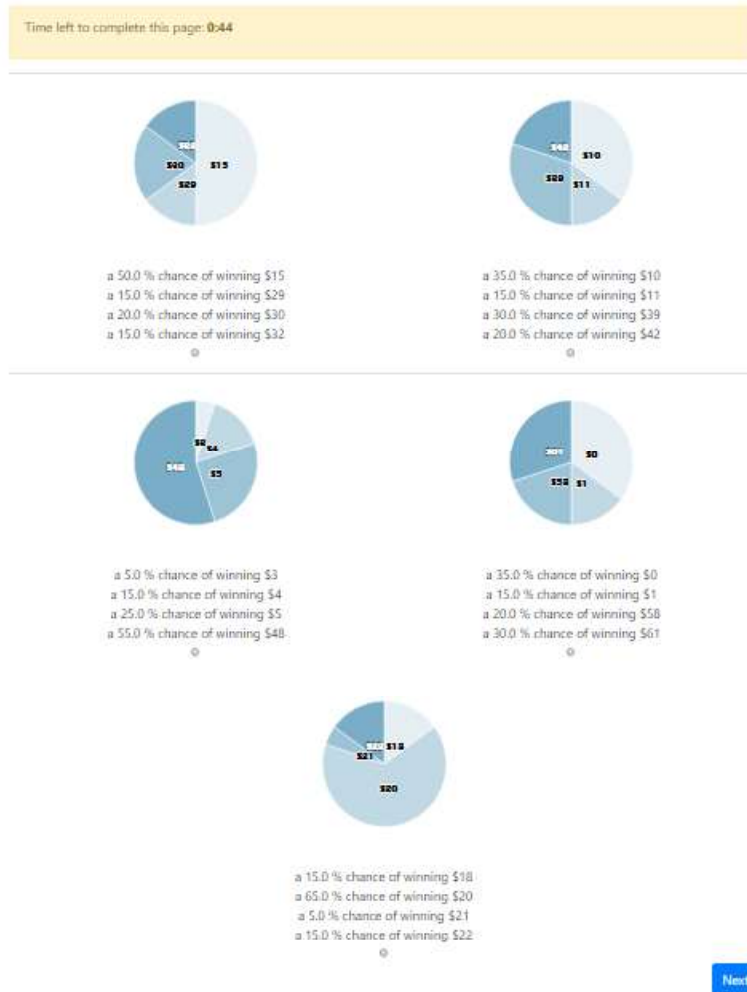 Time left to complete this page: 0:44
$15
$30
$29
$10
$11
a 50.0 % chance of winning $15
a 15.0 % chance of winning $29
a 20.0 % chance of winning $30
a 15.0 % chance of winning $32
a 35.0 % chance of winning $10
a 15.0 % chance of winning $11
a 30.0 % chance of winning $39
a 20.0 % chance of winning $42
$4
$5
$48
$0
$58
$1
a 5.0 % chance of winning $3
a 15.0 % chance of winning $4
a 25.0 % chance of winning $5
a 55.0 % chance of winning $48
a 35.0 % chance of winning $0
a 15.0 % chance of winning $1
a 20.0 % chance of winning $58
a 30.0 % chance of winning $61
$18
$21
$20
a 15.0 % chance of winning $18
a 65.0 % chance of winning $20
a 5.0 % chance of winning $21
a 15.0 % chance of winning $22
Next